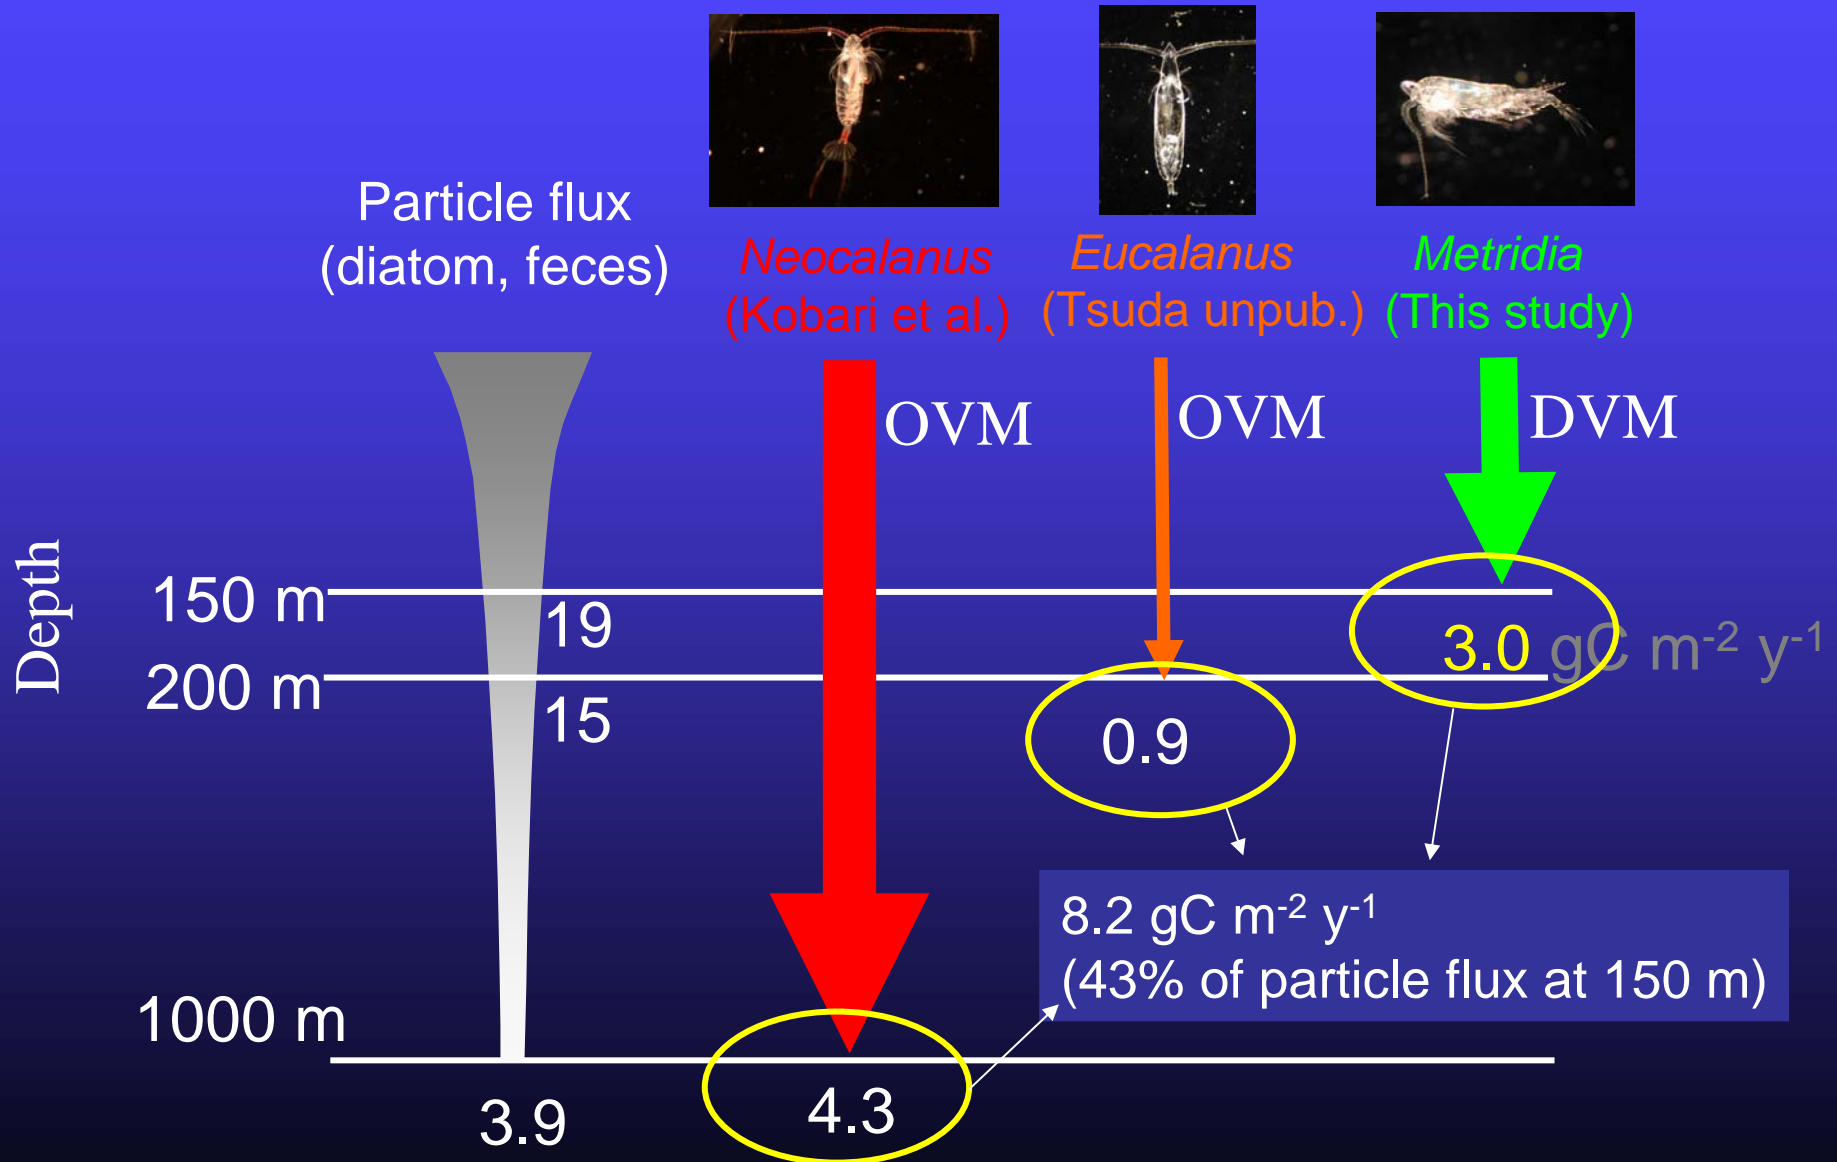 Particle flux
(diatom, feces)
Neocalanus
(Kobari et al.)
Eucalanus
(Tsuda unpub.)
Metridia
(This study)
OVM
OVM
DVM
Depth
150 m
19
3.0 gC m⁻² y⁻¹
200 m
15
0.9
8.2 gC m⁻² y⁻¹
(43% of particle flux at 150 m)
1000 m
3.9
4.3